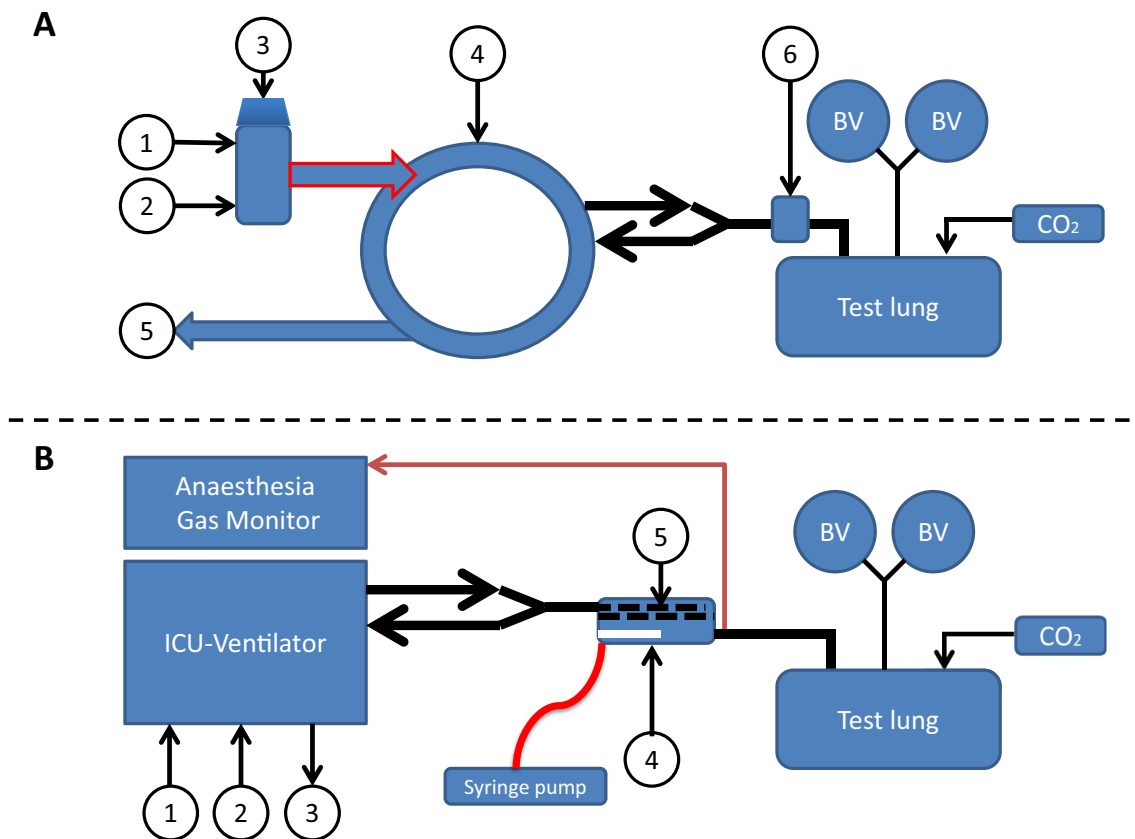 A
3
4
6
1
BV
BV
2
CO₂
Test lung
5
B
Anaesthesia
Gas Monitor
5
BV
BV
ICU-Ventilator
CO₂
Test lung
4
Syringe pump
1
2
3